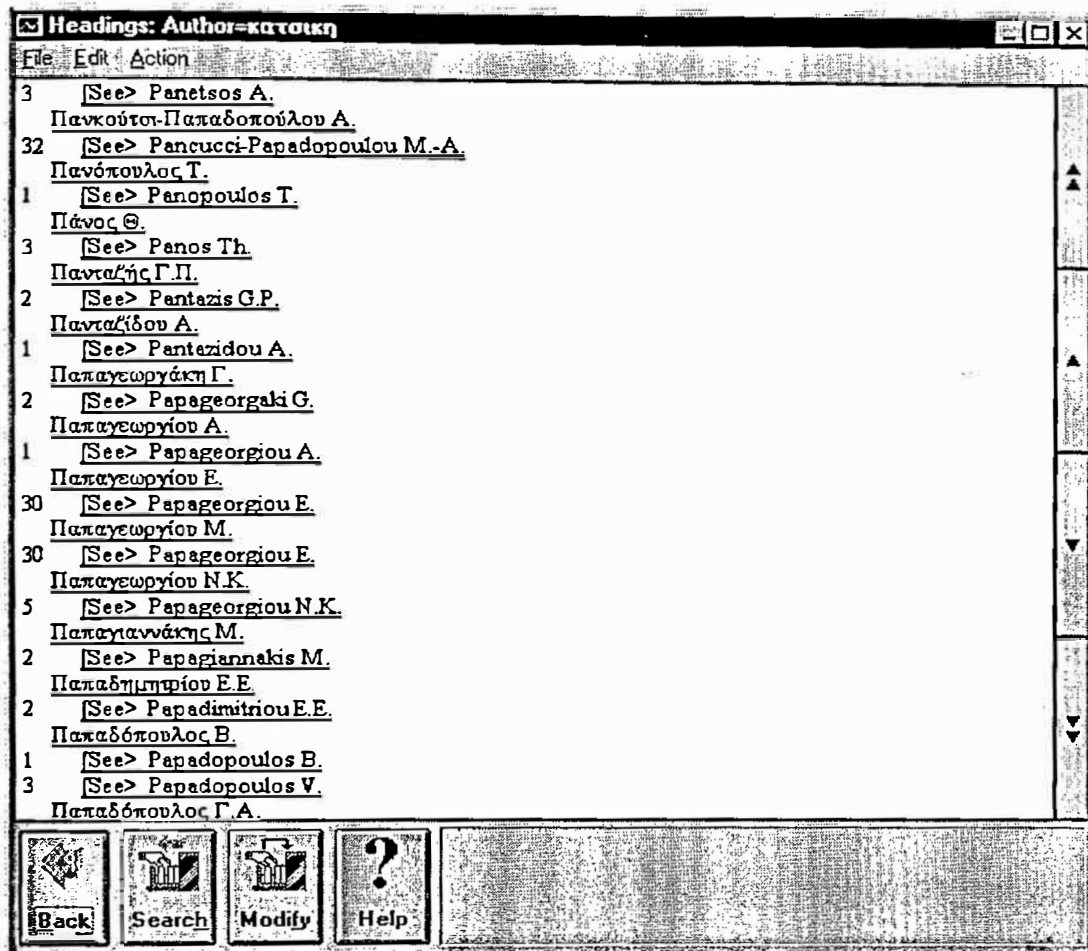 Headings: Author=κατσικη
File Edit Action
3 [See> Panetsos A.
Πανκούτσι-Παπαδοπούλου Α.
32 [See> Pancucci-Papadopoulou M.-A.
Πανόπουλος Τ.
1 [See> Panopoulos T.
Πάνος Θ.
3 [See> Panos Th.
Πανταζής Γ.Π.
2 [See> Pantazis G.P.
Πανταζίδου Α.
1 [See> Pantazidou A.
Παπαγεωργάκη Γ.
2 [See> Papageorgaki G.
Παπαγεωργίου Α.
1 [See> Papageorgiou A.
Παπαγεωργίου Ε.
30 [See> Papageorgiou E.
Παπαγεωργίου Μ.
30 [See> Papageorgiou E.
Παπαγεωργίου Ν.Κ.
5 [See> Papageorgiou N.K.
Παπαγιαννάκης Μ.
2 [See> Papagiannakis M.
Παπαδημητρίου Ε.Ε.
2 [See> Papadimitriou E.E.
Παπαδόπουλος Β.
1 [See> Papadopoulos B.
3 [See> Papadopoulos V.
Παπαδόπουλος Γ.Α.
Back Search Modify ? Help